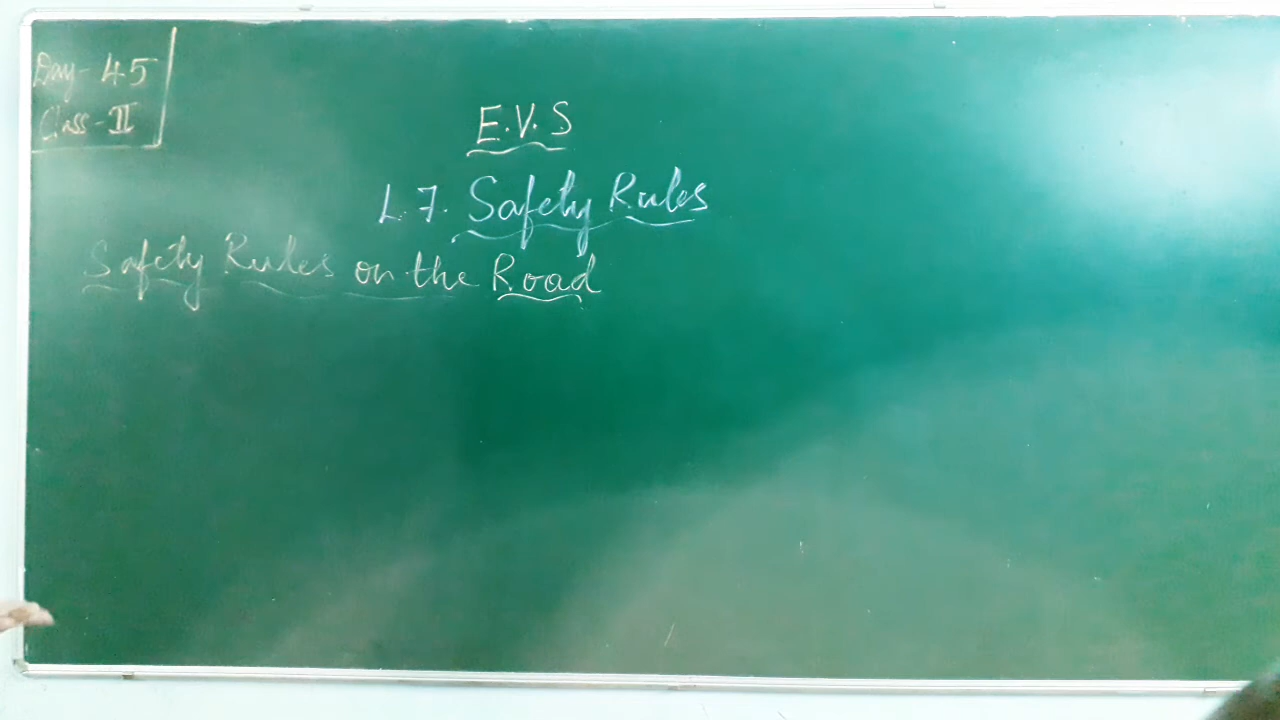 Day-45
Class-II
E.V.S
L.7. Safety Rules
Safety Rules on the Road